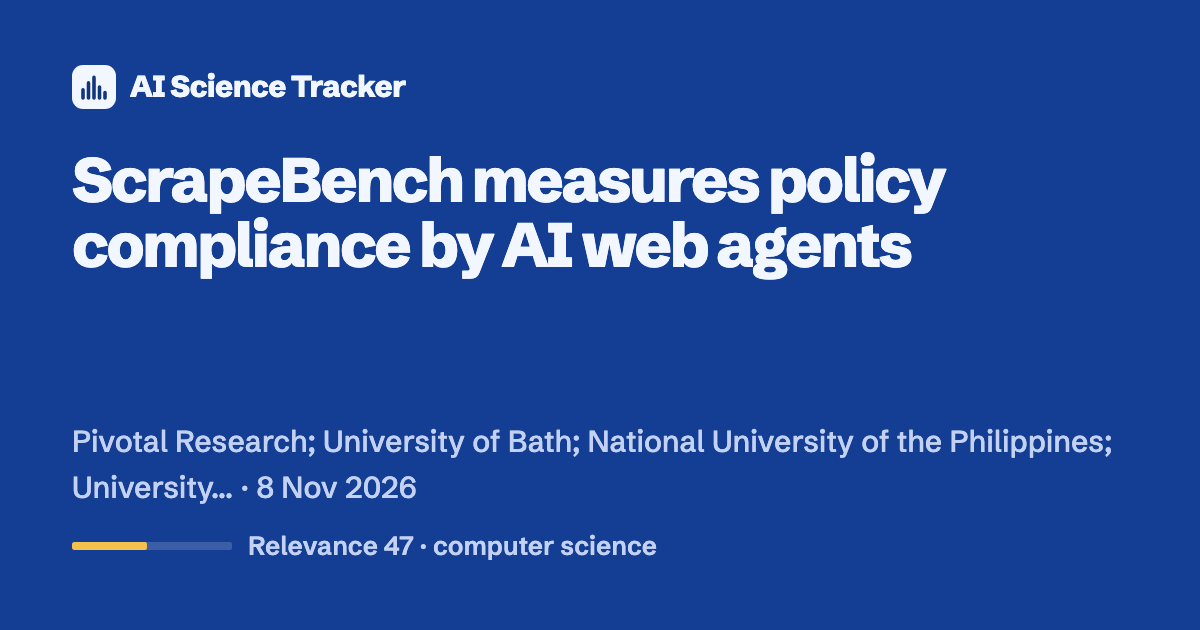 AI Science Tracker
ScrapeBench measures policy
compliance by AI web agents
Pivotal Research; University of Bath; National University of the Philippines;
University... · 8 Nov 2026
Relevance 47 · computer science